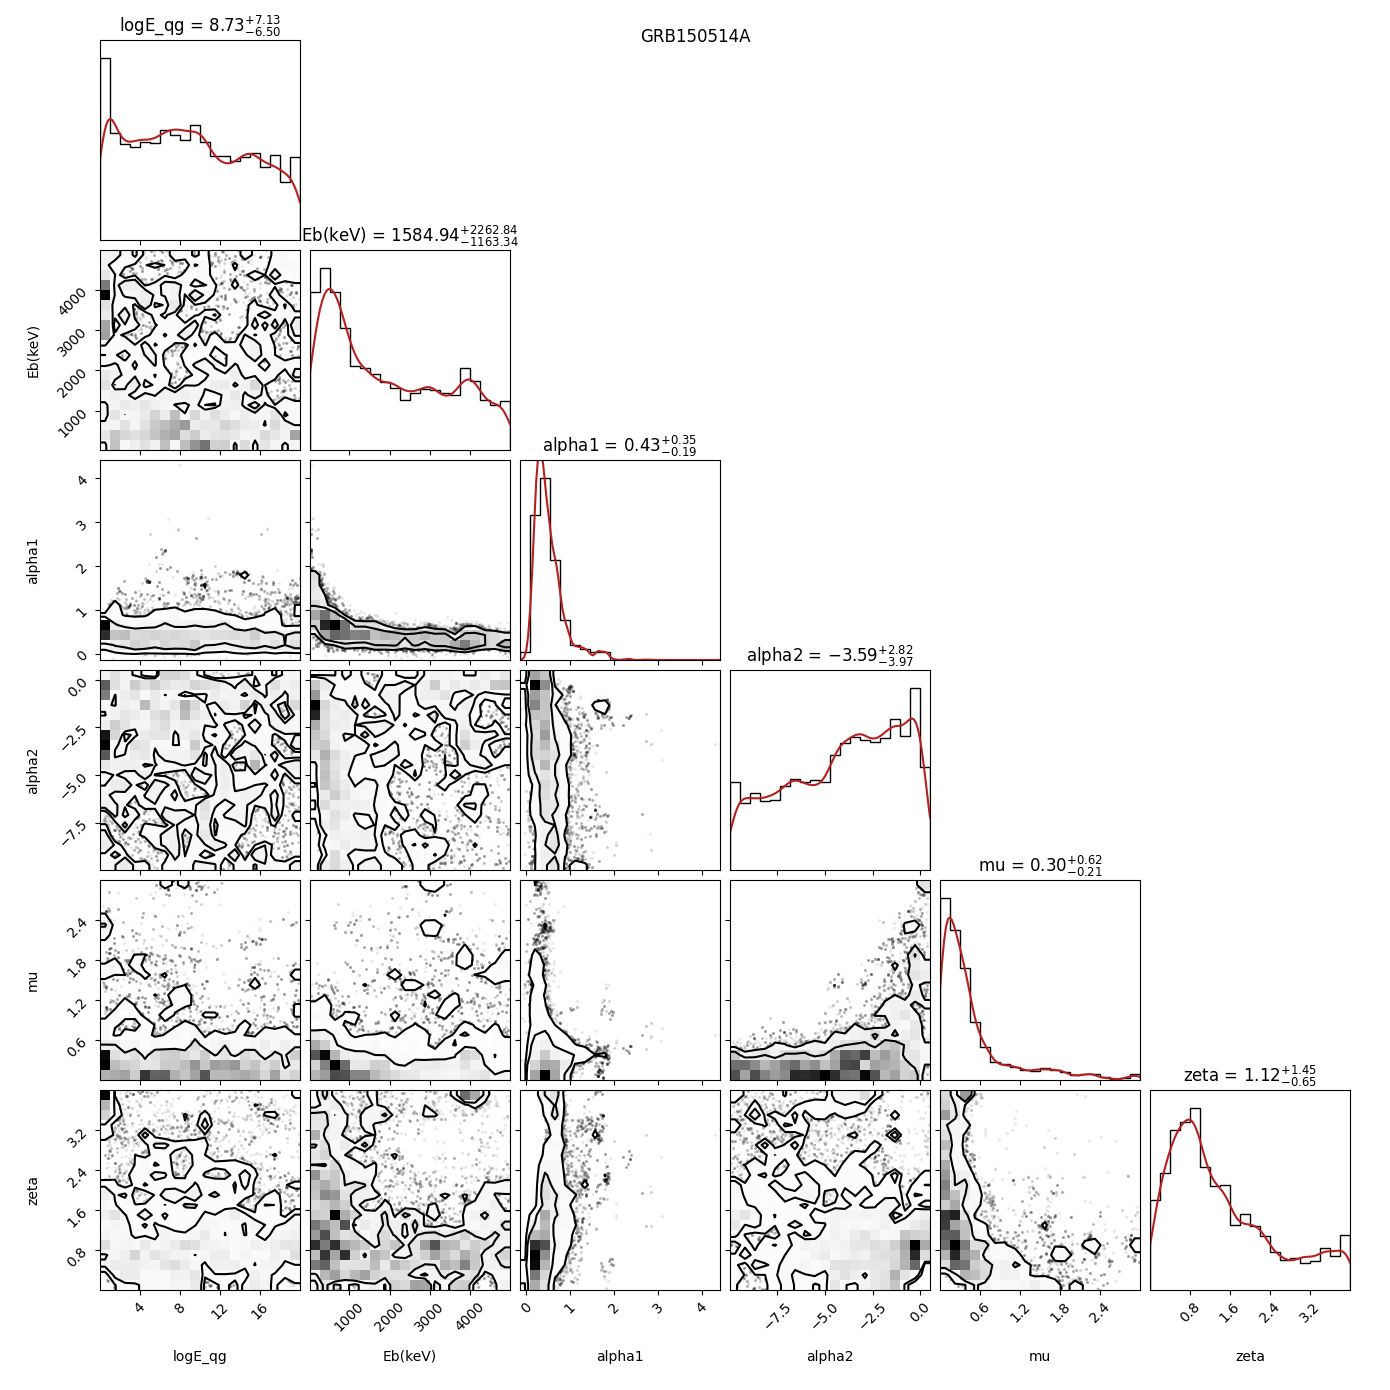 GRB150514A
logE_qg = 8.73^{+7.13}_{−6.50}
Eb(keV) = 1584.94^{+2262.84}_{−1163.34}
Eb(keV)
4000
3000
2000
1000
alpha1 = 0.43^{+0.35}_{−0.19}
alpha1
4
3
2
1
0
alpha2 = −3.59^{+2.82}_{−3.97}
alpha2
0.0
−2.5
−5.0
−7.5
mu = 0.30^{+0.62}_{−0.21}
mu
2.4
1.8
1.2
0.6
zeta = 1.12^{+1.45}_{−0.65}
zeta
3.2
2.4
1.6
0.8
4 8 12 16 1000 2000 3000 4000 0 1 2 3 4 −7.5 −5.0 −2.5 0.0 0.6 1.2 1.8 2.4 0.8 1.6 2.4 3.2
logE_qg Eb(keV) alpha1 alpha2 mu zeta